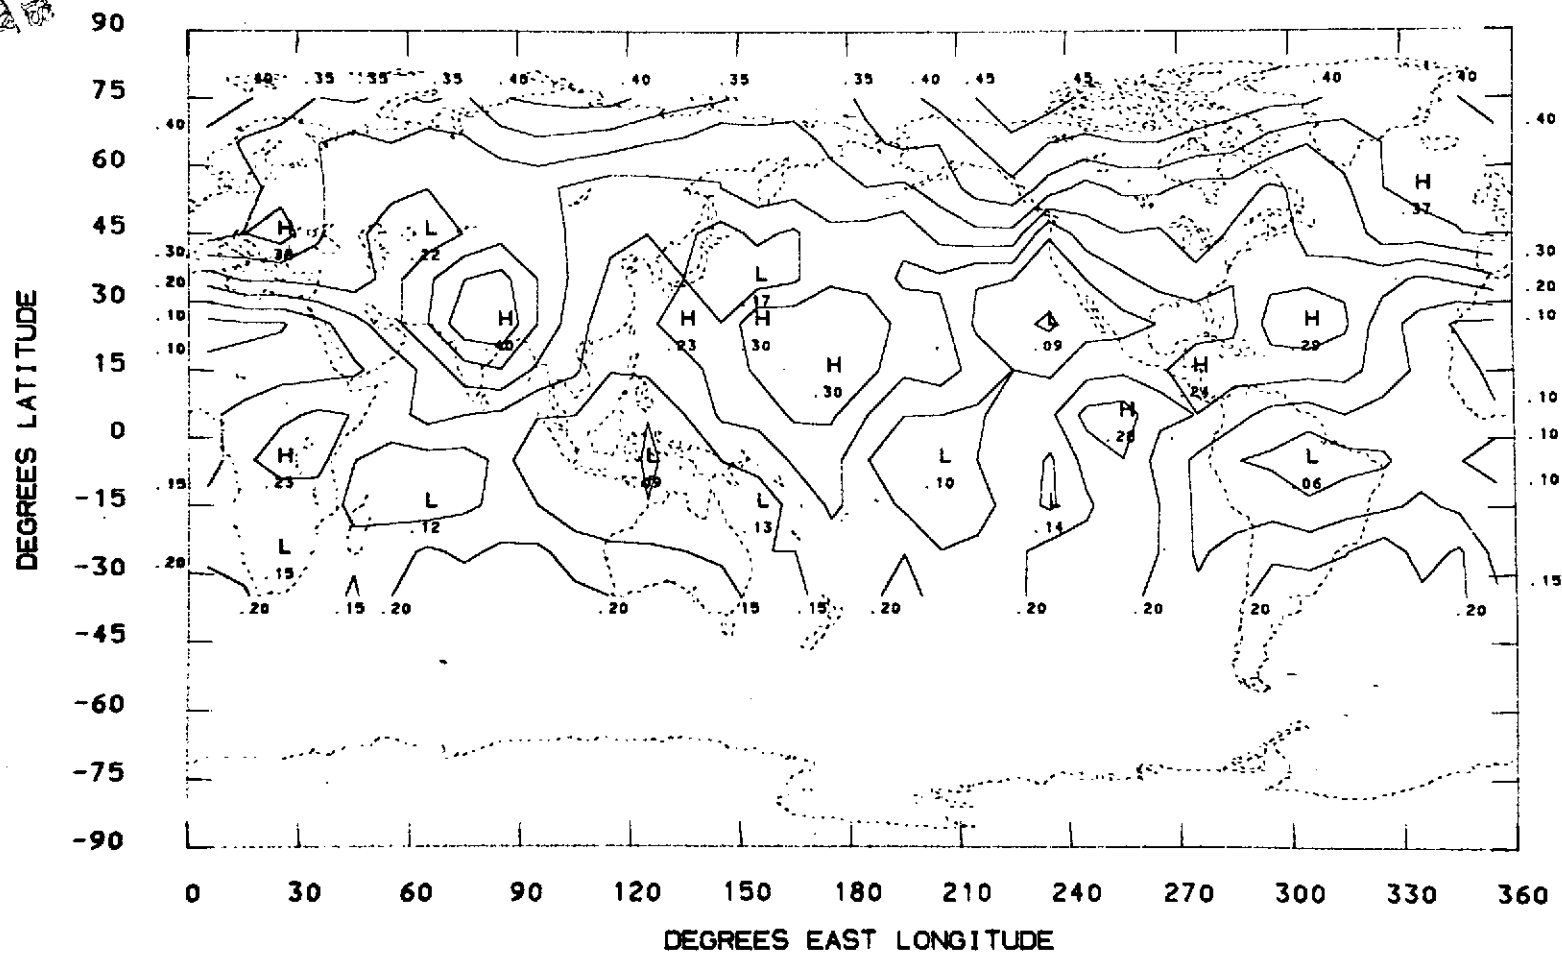 90
.40 .35 .35 .35 .40 .40 .35 .35 .40 .45 .45 .40 .40
75
.40 .40
60
H
.37
45
H L
.22
.30 .30
L
.17
.20 .20
30
.10 H H H H .10
.40 .23 .30 .09 .29
.10
15
H H
.30 .24
.10
H
.28
0 .10
H L L L
.23 .09 .10 .06
.15 .10
-15
L L L
.12 .13 .14
L
.15
.20
-30 .15
.20 .15 .20 .20 .15 .15 .20 .20 .20 .20 .20
-45
-60
-75
-90
0 30 60 90 120 150 180 210 240 270 300 330 360
DEGREES EAST LONGITUDE
DEGREES LATITUDE